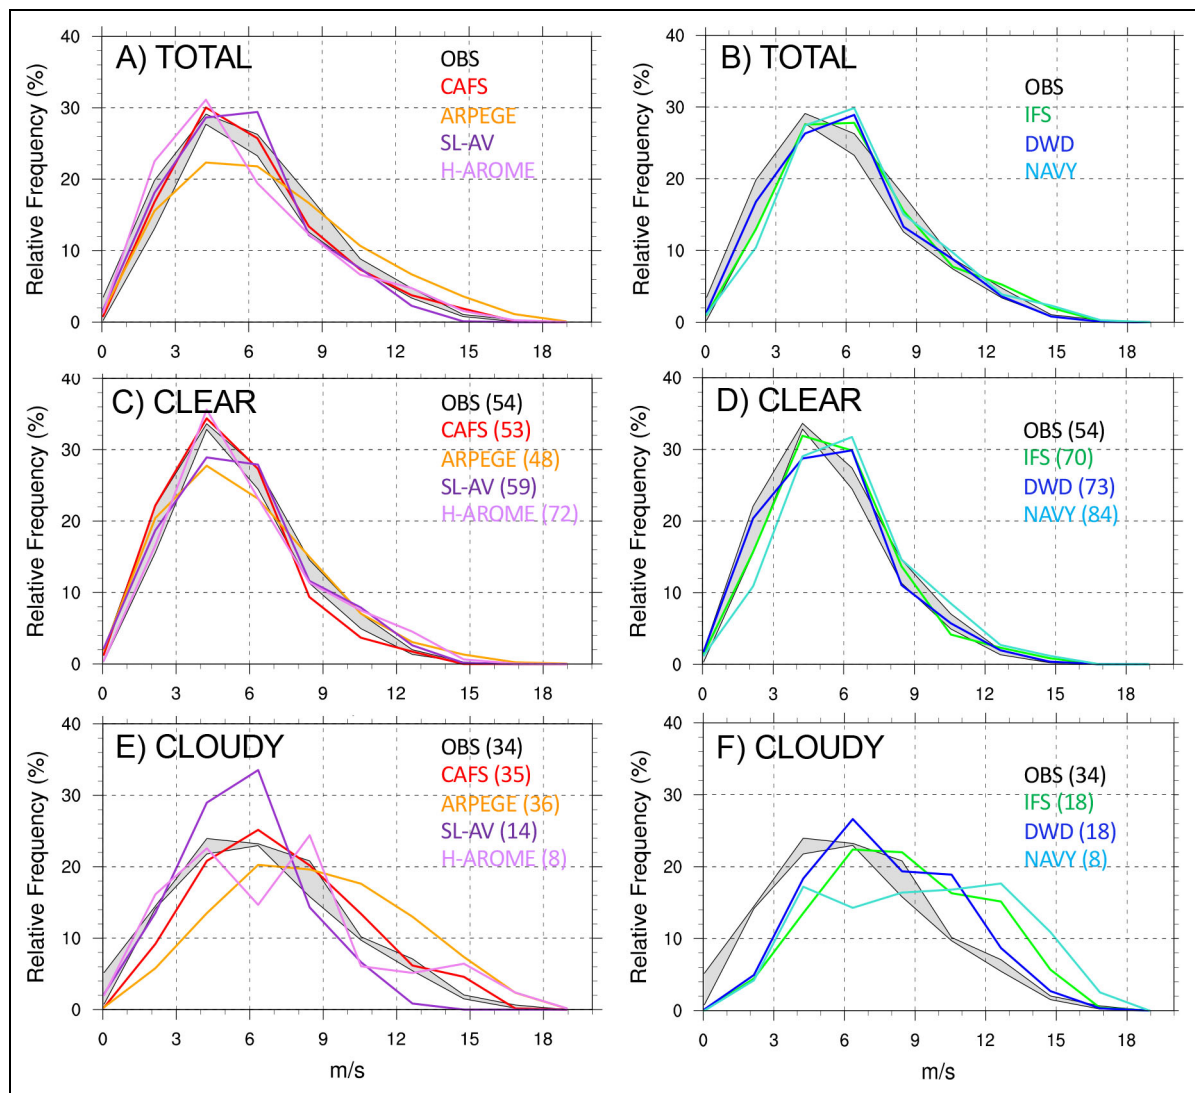 A) TOTAL
OBS
CAFS
ARPEGE
SL-AV
H-AROME
Relative Frequency (%)
40
30
20
10
0
0 3 6 9 12 15 18
B) TOTAL
OBS
IFS
DWD
NAVY
Relative Frequency (%)
40
30
20
10
0
0 3 6 9 12 15 18
C) CLEAR
OBS (54)
CAFS (53)
ARPEGE (48)
SL-AV (59)
H-AROME (72)
Relative Frequency (%)
40
30
20
10
0
0 3 6 9 12 15 18
D) CLEAR
OBS (54)
IFS (70)
DWD (73)
NAVY (84)
Relative Frequency (%)
40
30
20
10
0
0 3 6 9 12 15 18
E) CLOUDY
OBS (34)
CAFS (35)
ARPEGE (36)
SL-AV (14)
H-AROME (8)
Relative Frequency (%)
40
30
20
10
0
0 3 6 9 12 15 18
m/s
F) CLOUDY
OBS (34)
IFS (18)
DWD (18)
NAVY (8)
Relative Frequency (%)
40
30
20
10
0
0 3 6 9 12 15 18
m/s